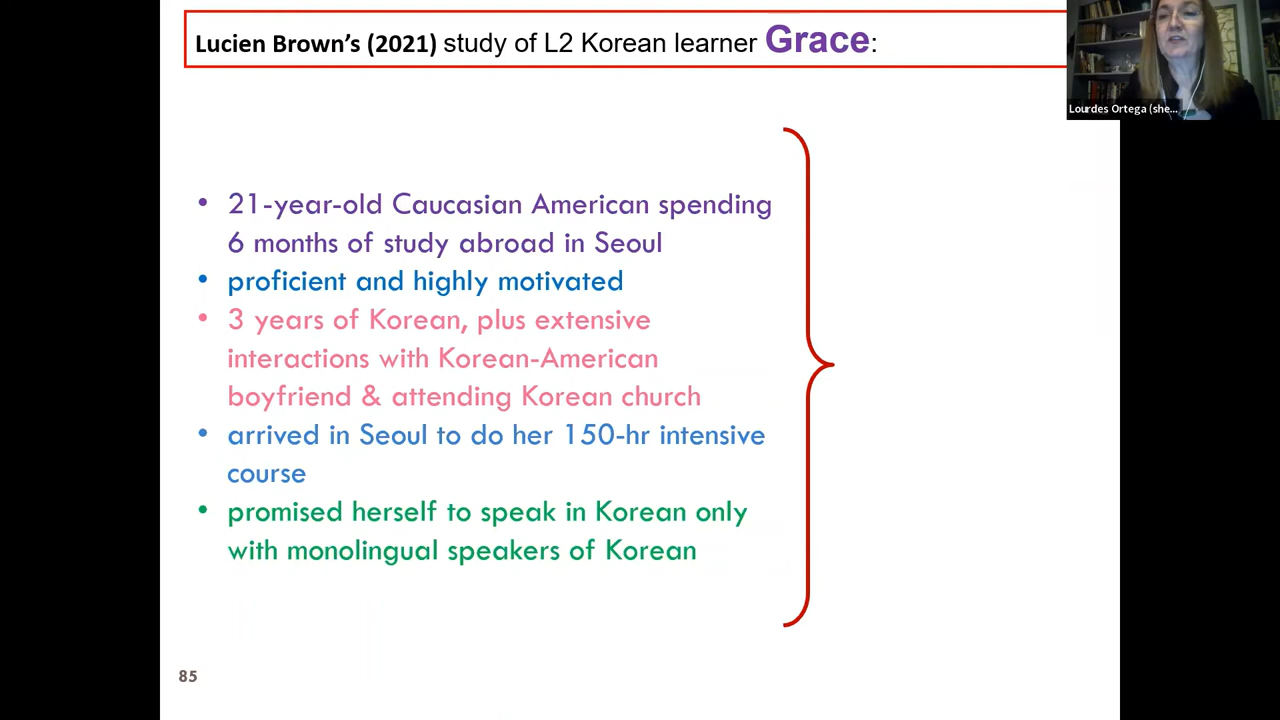 Lucien Brown's (2021) study of L2 Korean learner Grace:
Lourdes Ortega (she...
• 21-year-old Caucasian American spending
6 months of study abroad in Seoul
• proficient and highly motivated
• 3 years of Korean, plus extensive
interactions with Korean-American
boyfriend & attending Korean church
• arrived in Seoul to do her 150-hr intensive
course
• promised herself to speak in Korean only
with monolingual speakers of Korean
85